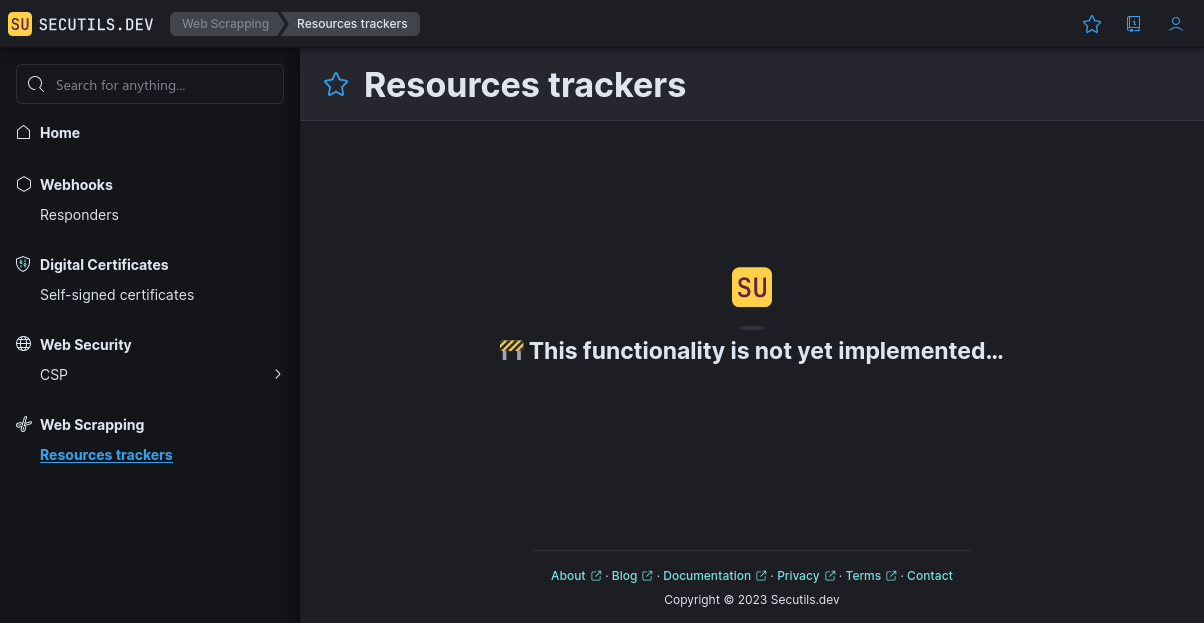 SU SECUTILS.DEV Web Scrapping Resources trackers
Search for anything...
Home
Webhooks
Responders
Digital Certificates
Self-signed certificates
Web Security
CSP
Web Scrapping
Resources trackers
Resources trackers
SU
🚧 This functionality is not yet implemented...
About · Blog · Documentation · Privacy · Terms · Contact
Copyright © 2023 Secutils.dev